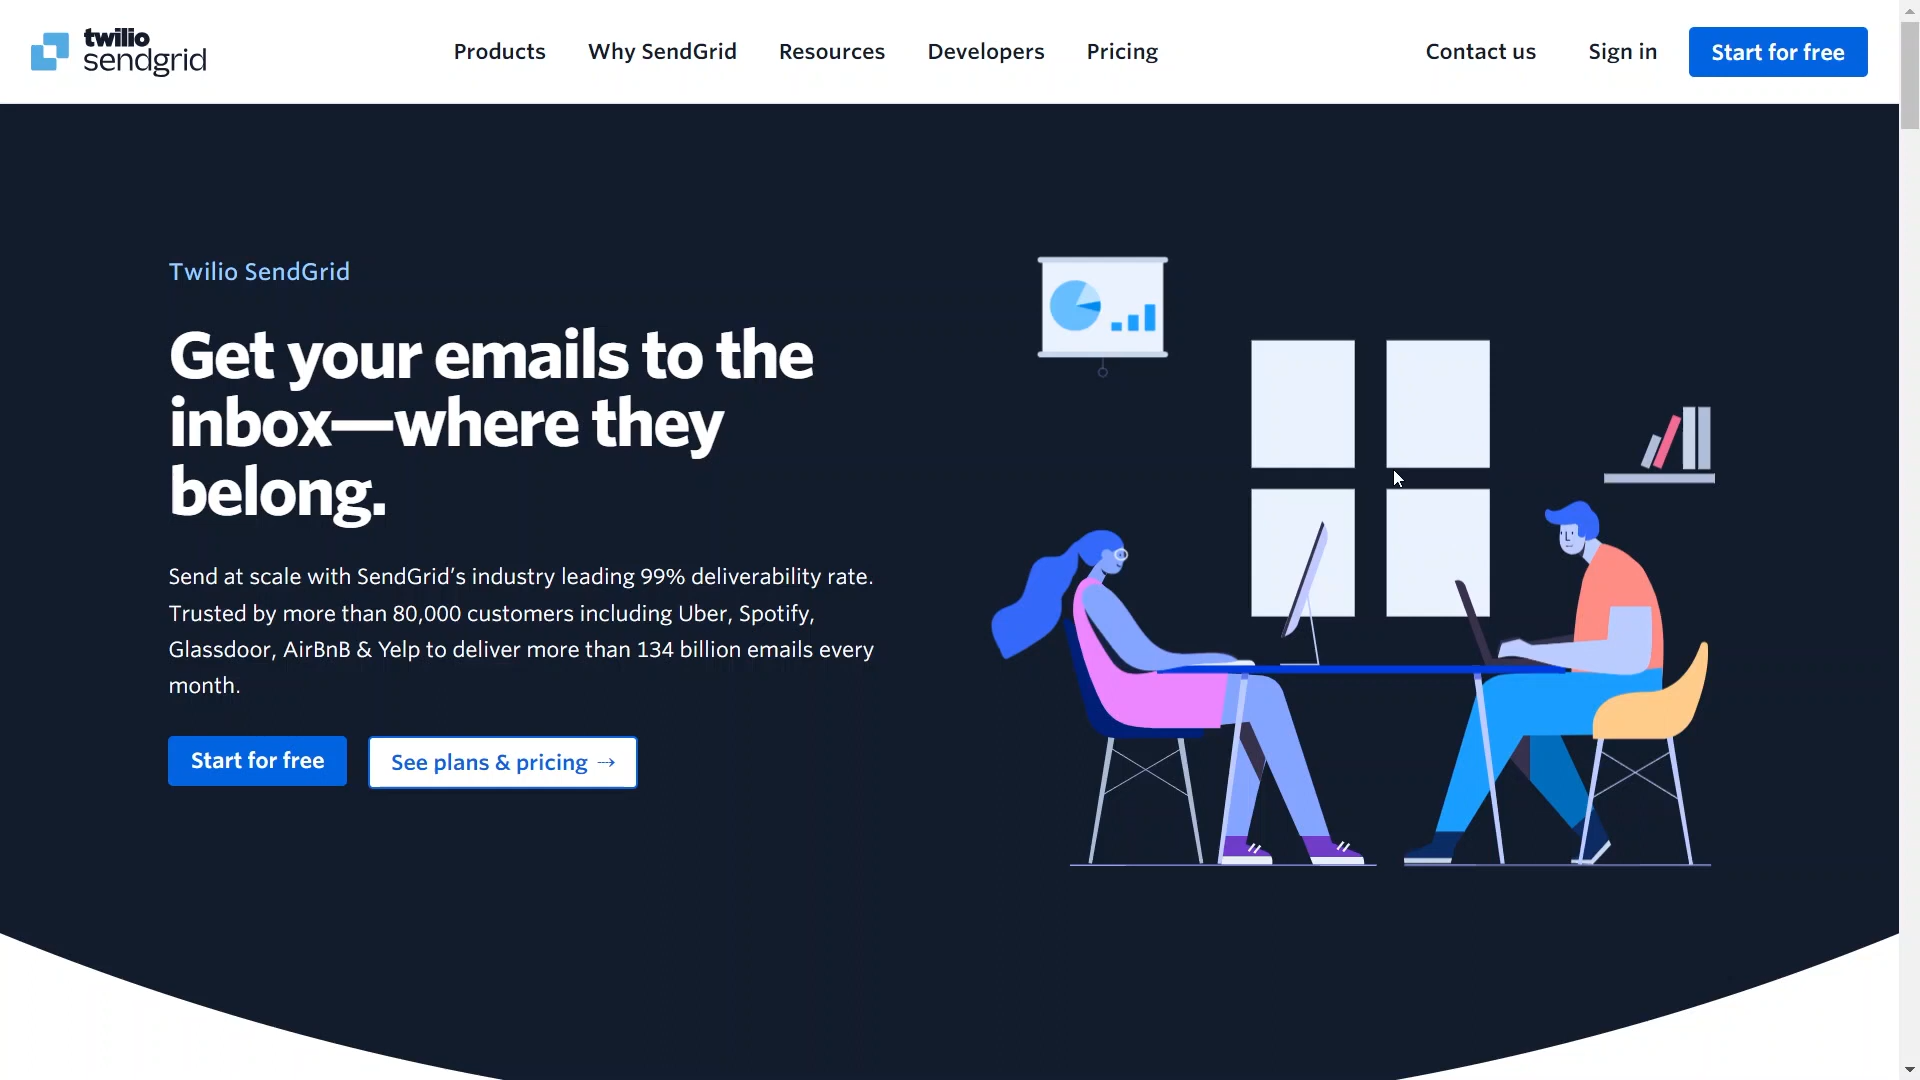 twilio
sendgrid
Products
Why SendGrid
Resources
Developers
Pricing
Contact us
Sign in
Start for free
Twilio SendGrid
Get your emails to the
inbox—where they
belong.
Send at scale with SendGrid’s industry leading 99% deliverability rate.
Trusted by more than 80,000 customers including Uber, Spotify,
Glassdoor, AirBnB & Yelp to deliver more than 134 billion emails every
month.
Start for free
See plans & pricing →